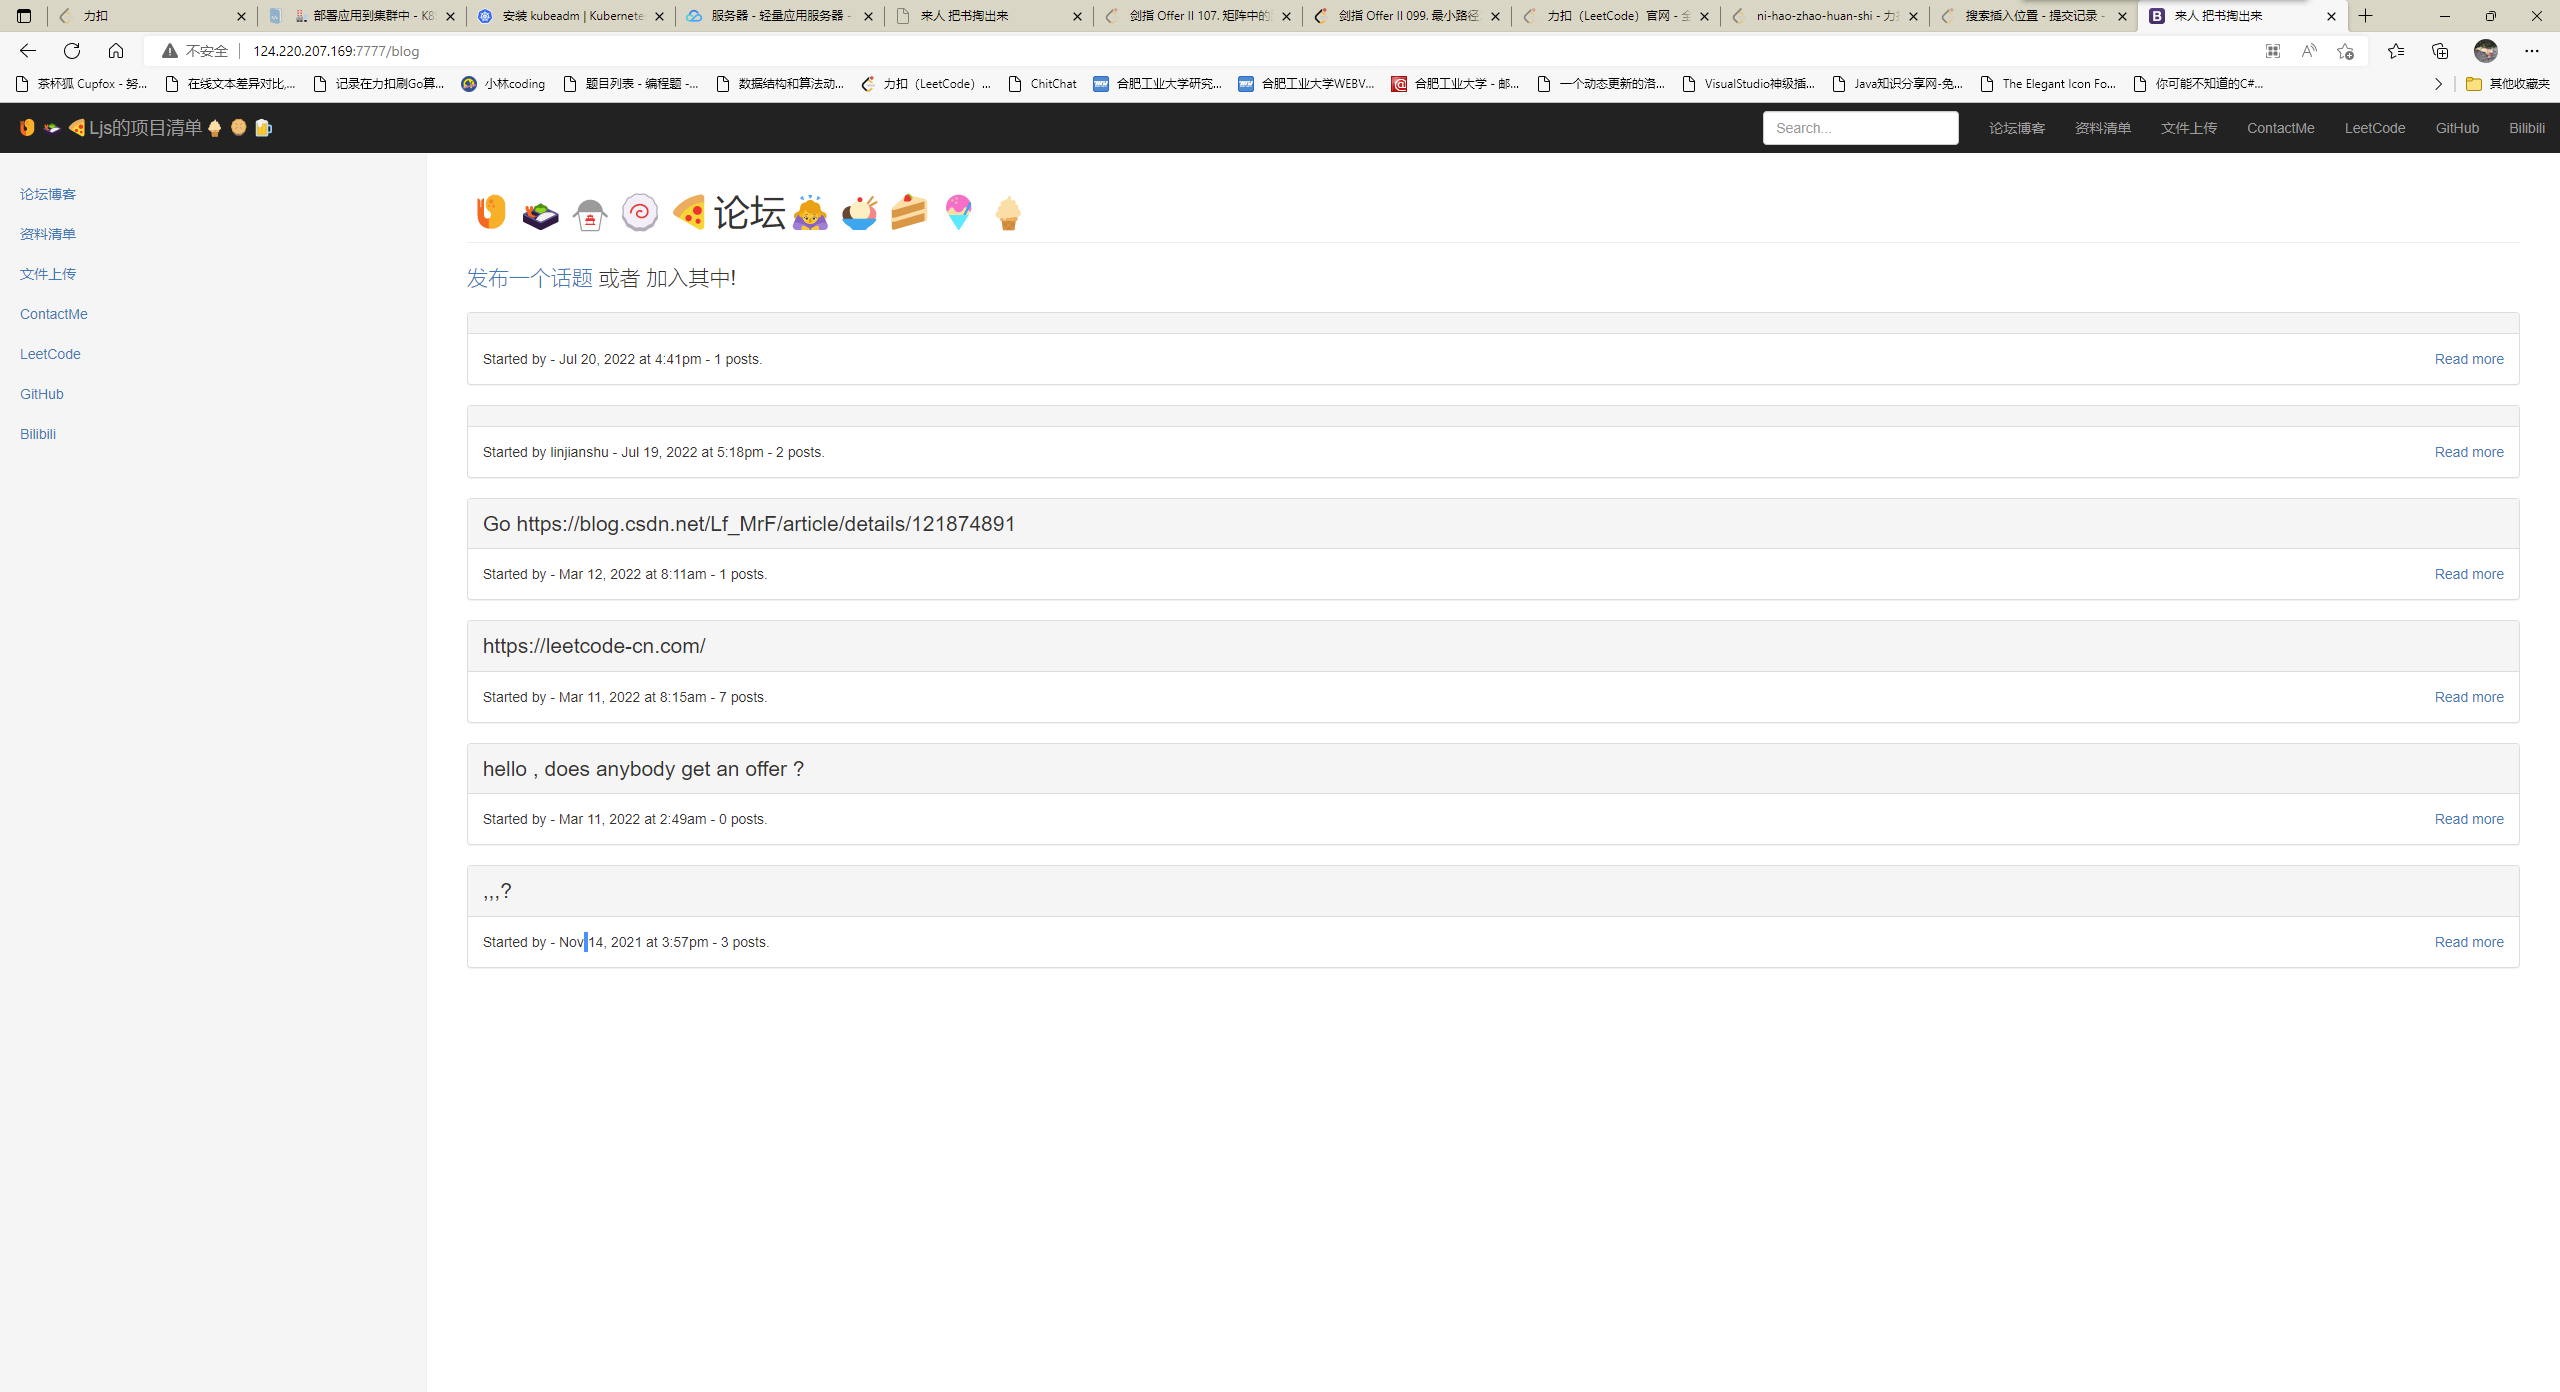 力扣
部署应用到集群中 - K8
安装 kubeadm | Kubernete
服务器 - 轻量应用服务器 -
来人 把书掏出来
剑指 Offer II 107. 矩阵中的
剑指 Offer II 099. 最小路径
力扣（LeetCode）官网 - 全
ni-hao-zhao-huan-shi - 力扣
搜索插入位置 - 提交记录 -
来人 把书掏出来
不安全 124.220.207.169:7777/blog
茶杯狐 Cupfox - 努...
在线文本差异对比,...
记录在力扣刷Go算...
小林coding
题目列表 - 编程题 -...
数据结构和算法动...
力扣（LeetCode）...
ChitChat
合肥工业大学研究...
合肥工业大学WEBV...
合肥工业大学 - 邮...
一个动态更新的洛...
VisualStudio神级插...
Java知识分享网-免...
The Elegant Icon Fo...
你可能不知道的C#...
其他收藏夹
Ljs的项目清单
Search...
论坛博客
资料清单
文件上传
ContactMe
LeetCode
GitHub
Bilibili
论坛博客
资料清单
文件上传
ContactMe
LeetCode
GitHub
Bilibili
论坛
发布一个话题 或者 加入其中!
Started by - Jul 20, 2022 at 4:41pm - 1 posts. Read more
Started by linjianshu - Jul 19, 2022 at 5:18pm - 2 posts. Read more
Go https://blog.csdn.net/Lf_MrF/article/details/121874891
Started by - Mar 12, 2022 at 8:11am - 1 posts. Read more
https://leetcode-cn.com/
Started by - Mar 11, 2022 at 8:15am - 7 posts. Read more
hello , does anybody get an offer ?
Started by - Mar 11, 2022 at 2:49am - 0 posts. Read more
,,,?
Started by - Nov 14, 2021 at 3:57pm - 3 posts. Read more